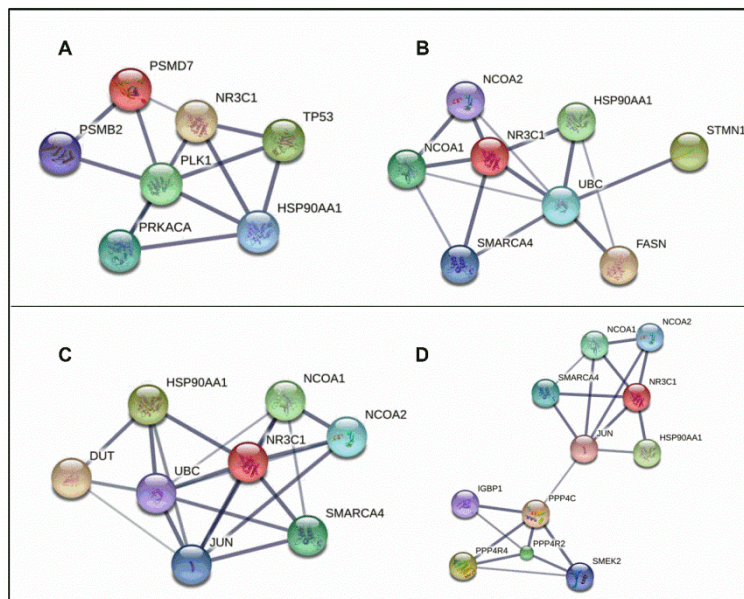 A
PSMD7
NR3C1
TP53
PSMB2
PLK1
HSP90AA1
PRKACA
B
NCOA2
HSP90AA1
STMN1
NR3C1
NCOA1
UBC
SMARCA4
FASN
C
HSP90AA1
NCOA1
NCOA2
NR3C1
DUT
UBC
SMARCA4
JUN
D
NCOA1
NCOA2
SMARCA4
NR3C1
JUN
HSP90AA1
IGBP1
PPP4C
PPP4R2
PPP4R4
SMEK2